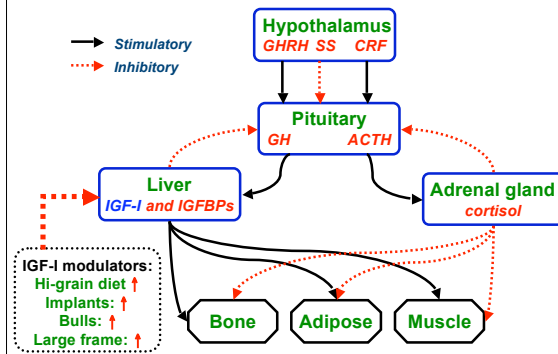 Hypothalamus
GHRH SS CRF
Stimulatory
Inhibitory
Pituitary
GH ACTH
Liver
IGF-I and IGFBPs
Adrenal gland
cortisol
IGF-I modulators:
Hi-grain diet ↑
Implants: ↑
Bulls: ↑
Large frame: ↑
Bone
Adipose
Muscle